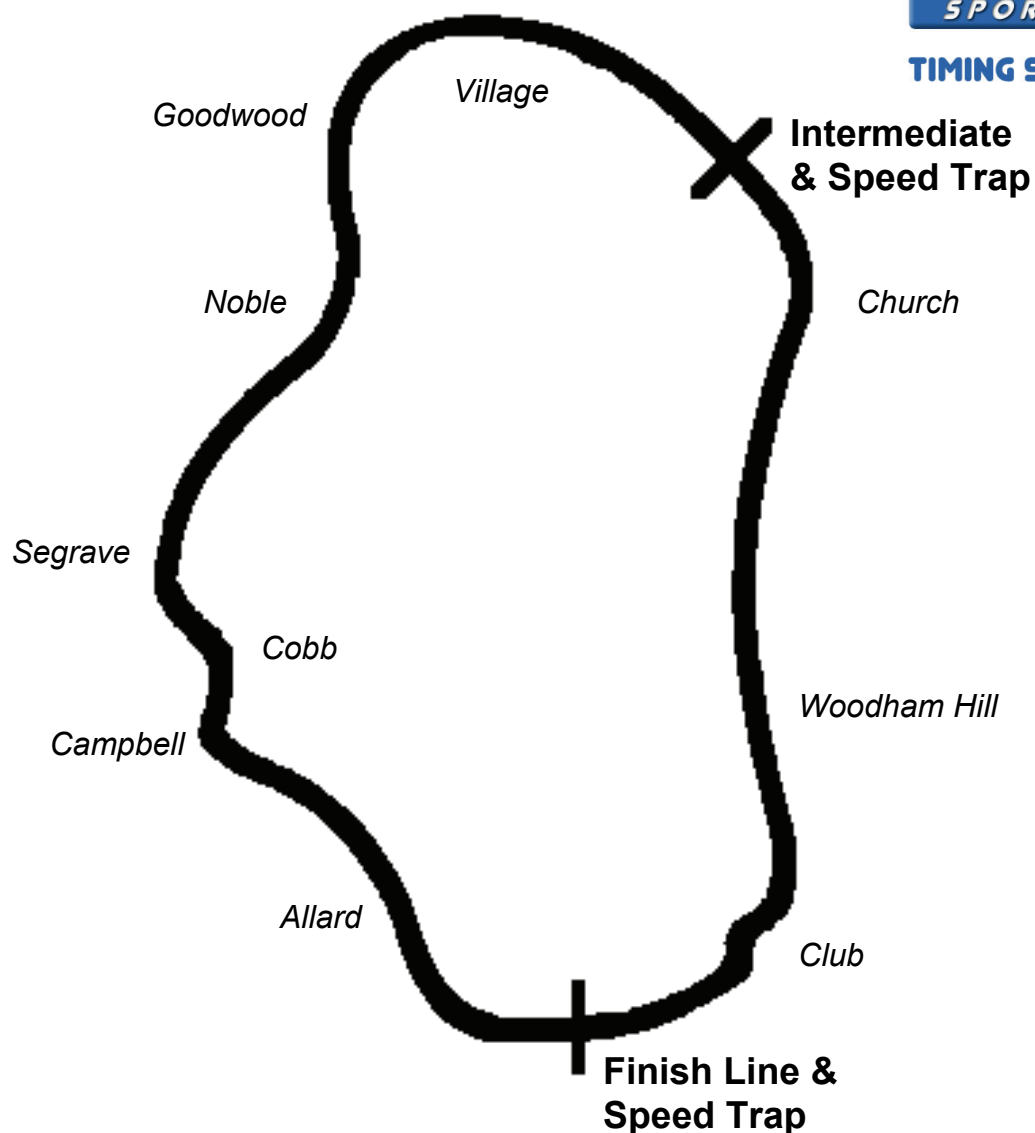 SPOR
TIMING S
Village
Goodwood
Intermediate
& Speed Trap
Noble
Church
Segrave
Cobb
Woodham Hill
Campbell
Allard
Club
Finish Line &
Speed Trap